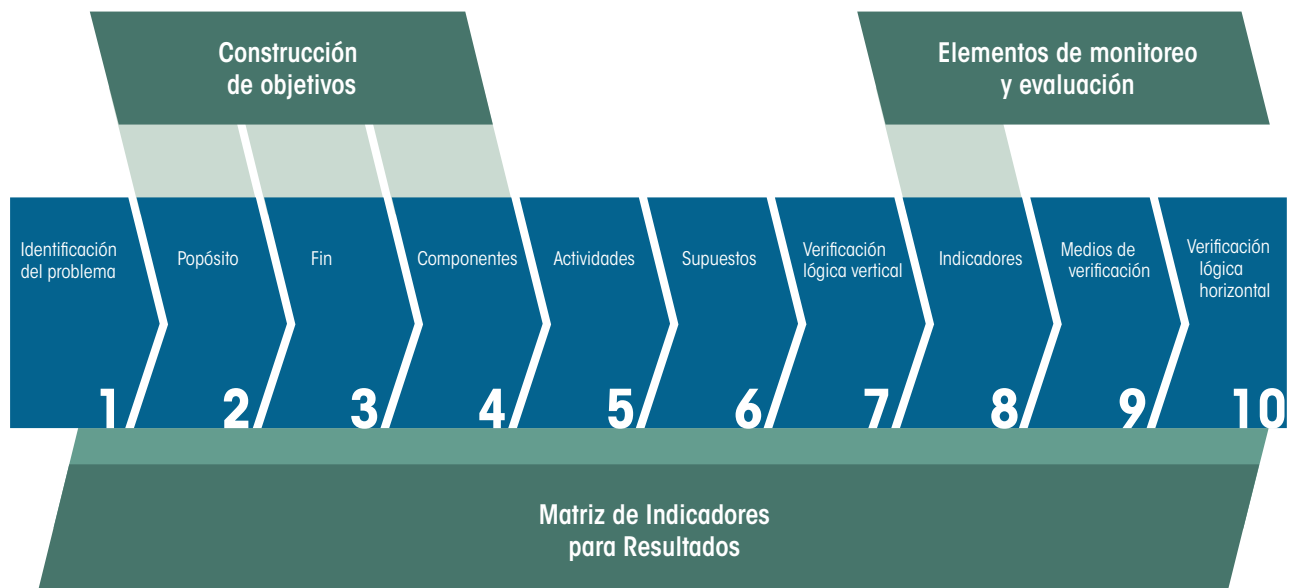 Construcción
de objetivos
Elementos de monitoreo
y evaluación
Identificación
del problema
1
Popósito
2
Fin
3
Componentes
4
Actividades
5
Supuestos
6
Verificación
lógica vertical
7
Indicadores
8
Medios de
verificación
9
Verificación
lógica
horizontal
10
Matriz de Indicadores
para Resultados